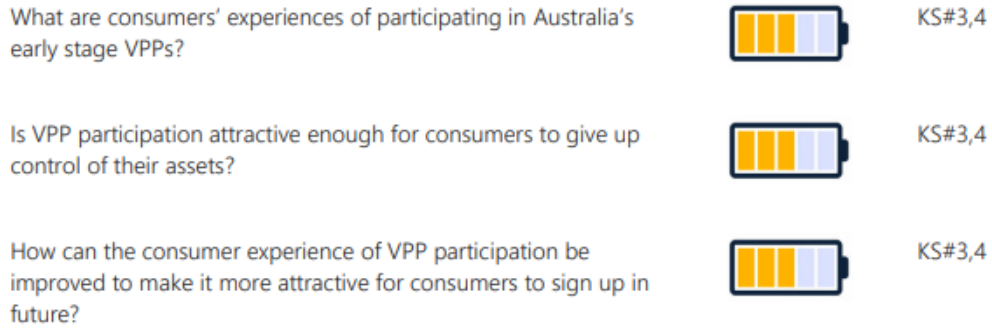 What are consumers' experiences of participating in Australia's
early stage VPPs?
KS#3,4
Is VPP participation attractive enough for consumers to give up
control of their assets?
KS#3,4
How can the consumer experience of VPP participation be
improved to make it more attractive for consumers to sign up in
future?
KS#3,4